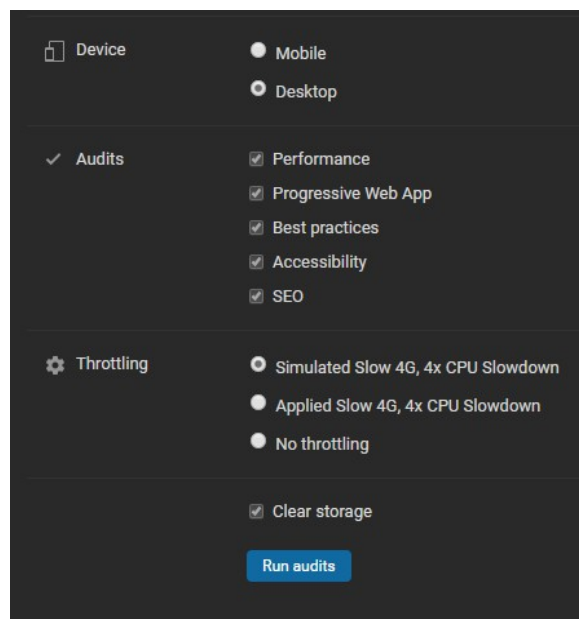 Device
Mobile
Desktop
Audits
Performance
Progressive Web App
Best practices
Accessibility
SEO
Throttling
Simulated Slow 4G, 4x CPU Slowdown
Applied Slow 4G, 4x CPU Slowdown
No throttling
Clear storage
Run audits